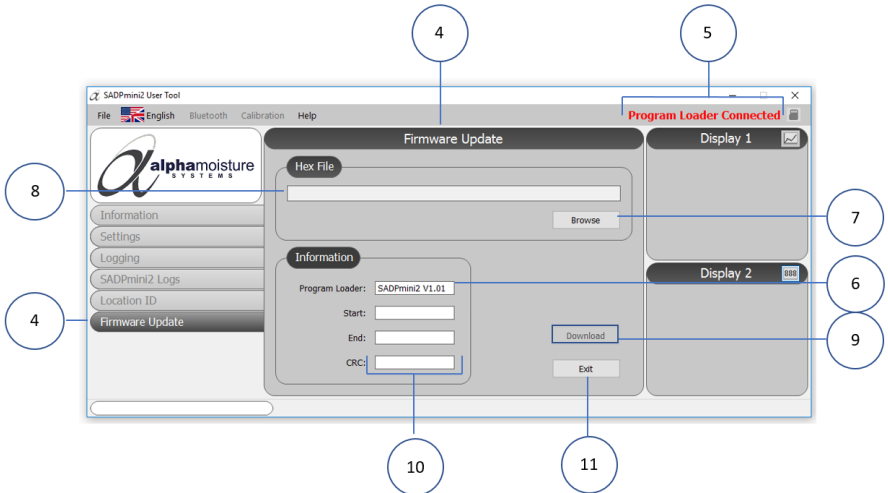 4
5
SADPmini2 User Tool
File English Bluetooth Calibration Help
Program Loader Connected
Firmware Update
Display 1
alphamoisture
SYSTEMS
Hex File
8
Browse
7
Information
Settings
Logging
SADPmini2 Logs
Location ID
Firmware Update
4
Information
Program Loader: SADPmini2 V1.01
Start:
End:
CRC:
Download
Exit
Display 2
888
6
9
10
11